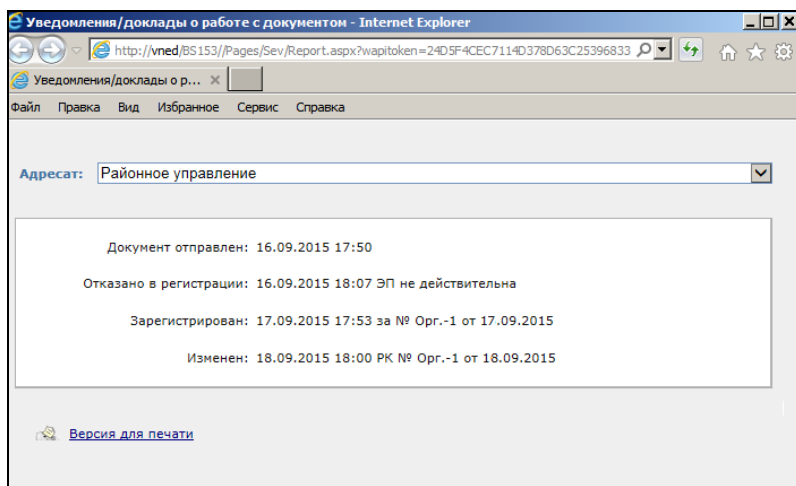 Уведомления/доклады о работе с документом - Internet Explorer
http://vned/BS153//Pages/Sev/Report.aspx?wapitoken=24D5F4CEC7114D378D63C25396833
Уведомления/доклады о р...
Файл Правка Вид Избранное Сервис Справка
Адресат: Районное управление
Документ отправлен: 16.09.2015 17:50
Отказано в регистрации: 16.09.2015 18:07 ЭП не действительна
Зарегистрирован: 17.09.2015 17:53 за № Орг.-1 от 17.09.2015
Изменен: 18.09.2015 18:00 РК № Орг.-1 от 18.09.2015
Версия для печати